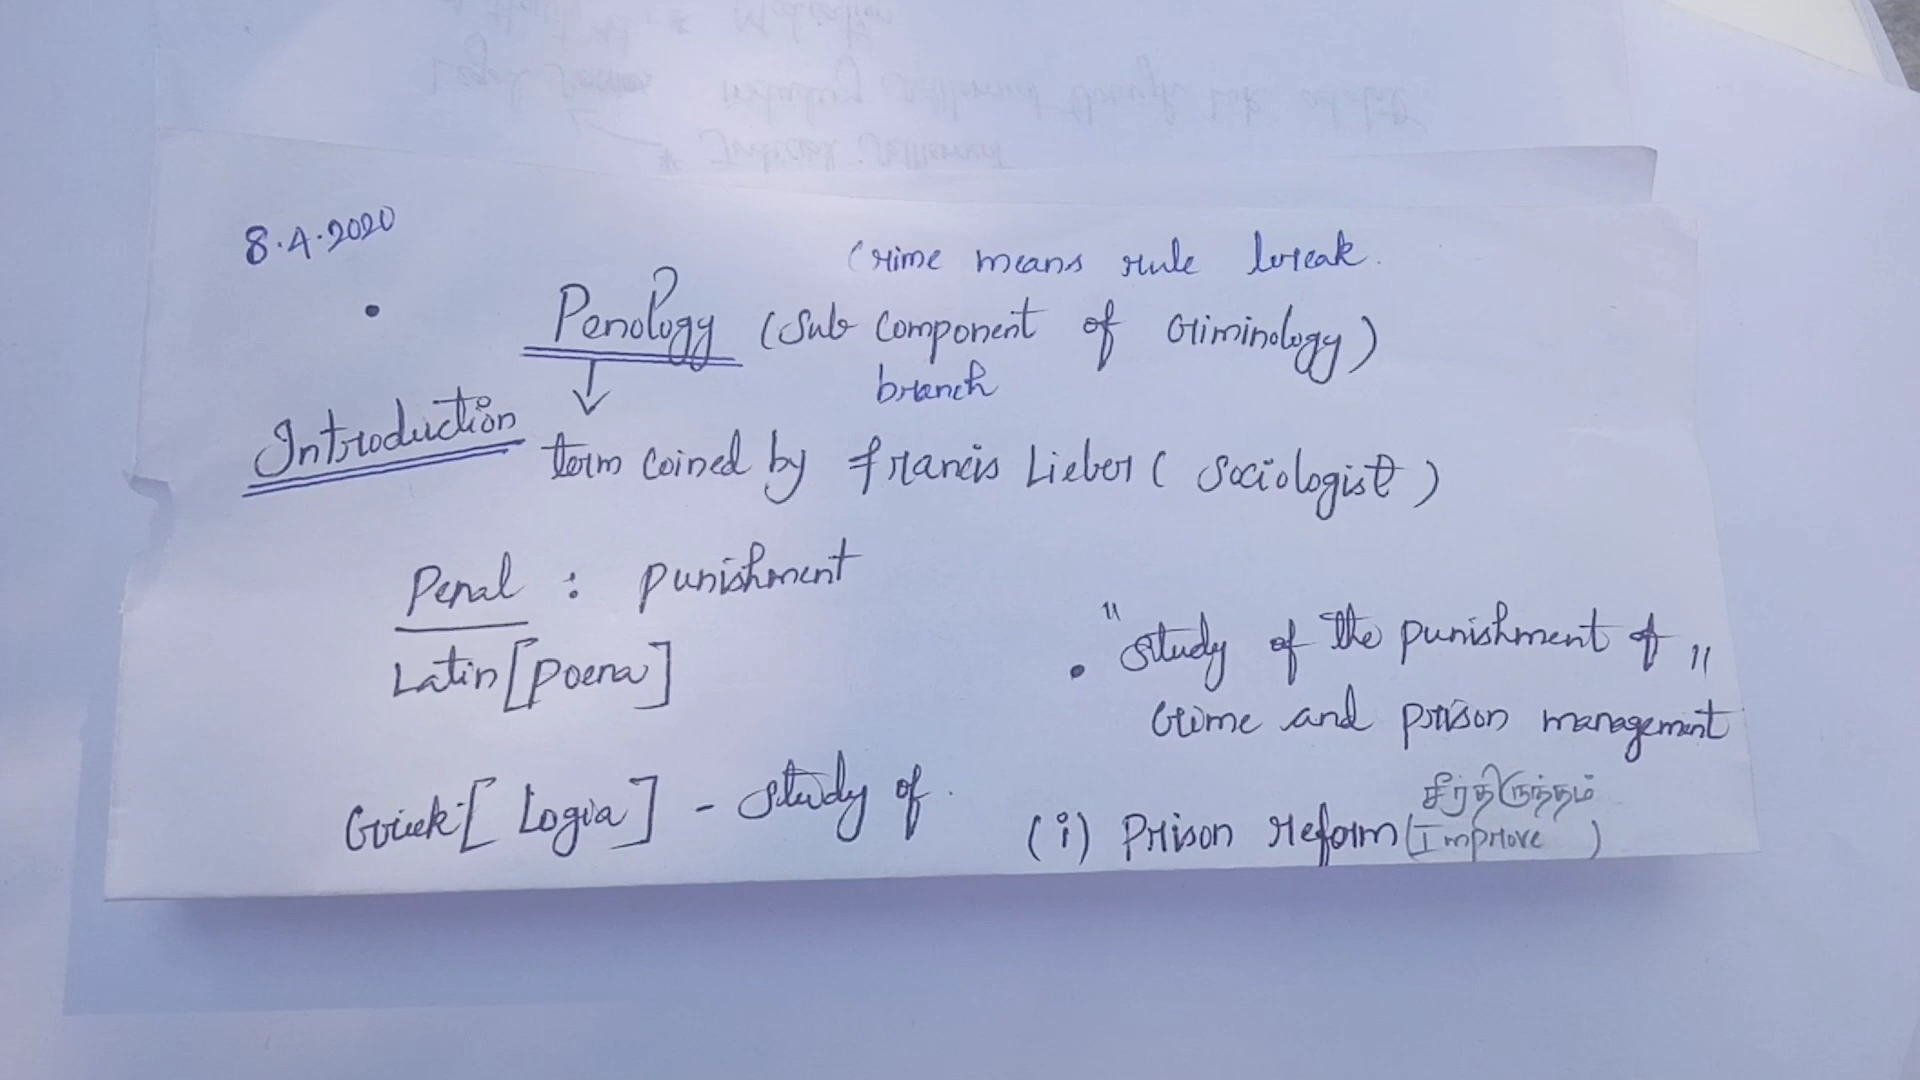 8.4.2020
Crime means rule break.
Penology (Sub Component of Criminology)
branch
Introduction
term Coined by Francis Lieber ( Sociologist )
Penal : punishment
Latin [poena]
"study of the punishment of"
Crime and prison management
Greek [ Logia ] - study of
சீர்திருத்தம்
(i) Prison reform (Improve )
* Judicial Settlement